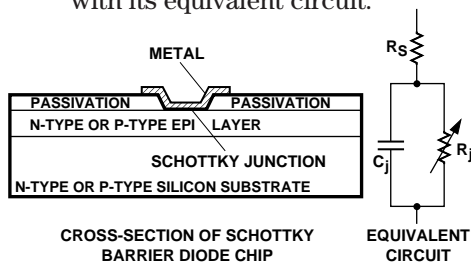 with its equivalent circuit.
METAL
PASSIVATION PASSIVATION
N-TYPE OR P-TYPE EPI LAYER
SCHOTTKY JUNCTION
N-TYPE OR P-TYPE SILICON SUBSTRATE
CROSS-SECTION OF SCHOTTKY
BARRIER DIODE CHIP
RS
Cj
Rj
EQUIVALENT
CIRCUIT